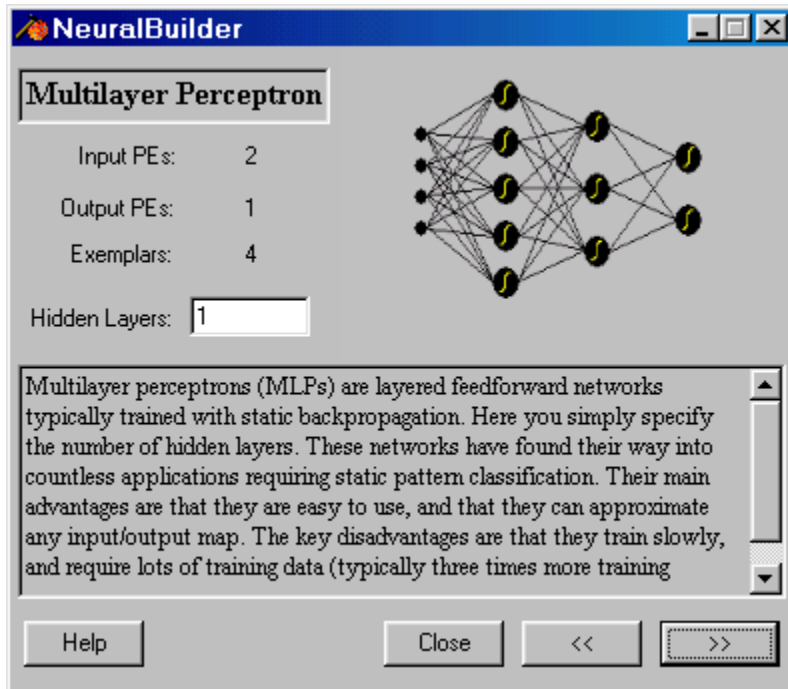 NeuralBuilder
Multilayer Perceptron
Input PEs: 2
Output PEs: 1
Exemplars: 4
Hidden Layers: 1
Multilayer perceptrons (MLPs) are layered feedforward networks
typically trained with static backpropagation. Here you simply specify
the number of hidden layers. These networks have found their way into
countless applications requiring static pattern classification. Their main
advantages are that they are easy to use, and that they can approximate
any input/output map. The key disadvantages are that they train slowly,
and require lots of training data (typically three times more training
Help Close << >>